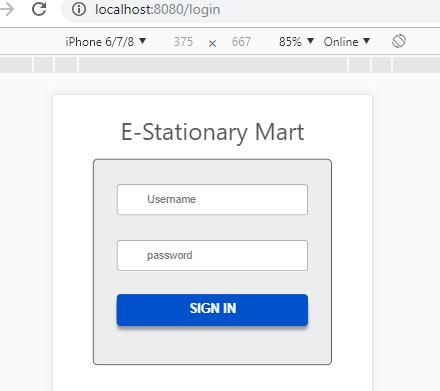 localhost:8080/login
iPhone 6/7/8 ▼ 375 × 667 85% ▼ Online ▼
E-Stationary Mart
Username
password
SIGN IN